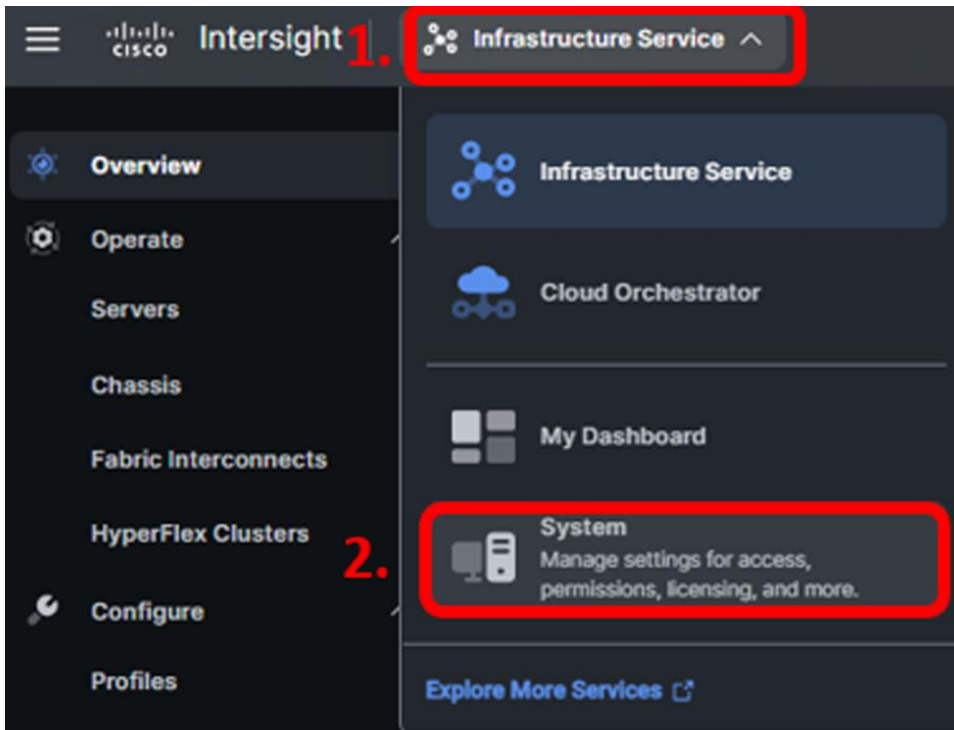 cisco Intersight 1. Infrastructure Service
Overview
Operate
Servers
Chassis
Fabric Interconnects
HyperFlex Clusters
Configure
Profiles
Infrastructure Service
Cloud Orchestrator
My Dashboard
2. System
Manage settings for access,
permissions, licensing, and more.
Explore More Services